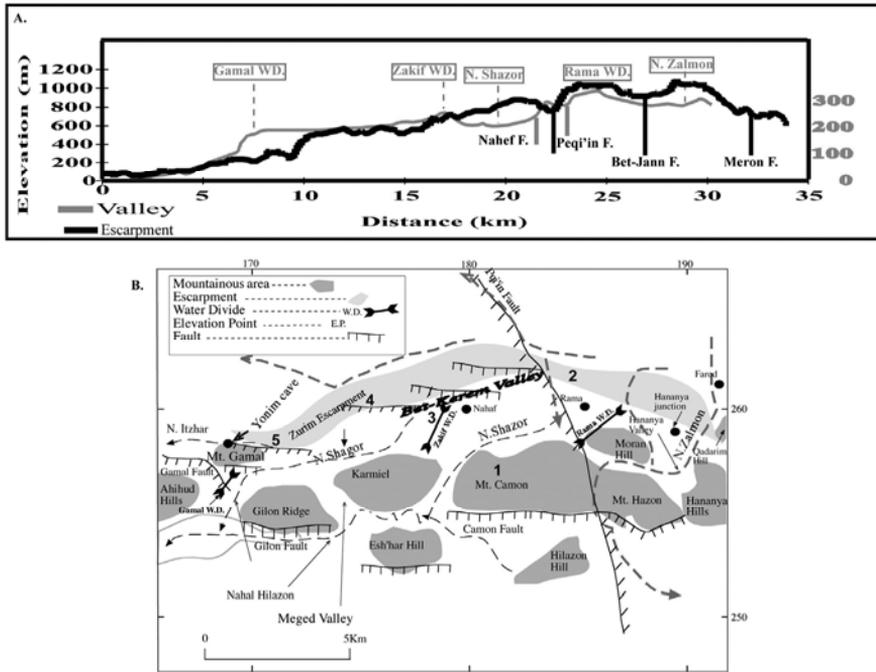 A.
Elevation (m)
1200
1000
800
600
400
200
0
Gamal WD.
Zakif WD.
N. Shazor
Rama WD.
N. Zalmon
Nahef F.
Peqi'in F.
Bet-Jann F.
Meron F.
300
200
100
0
0 5 10 15 20 25 30 35
Distance (km)
Valley
Escarpment
B.
170 180 190
Mountainous area
Escarpment
Water Divide W.D.
Elevation Point E.P.
Fault
Pqi'in Fault
2
Farod
Bet-Kerem Valley
Yonim cave
Zurim Escarpment
4
3
Nahaf
Rama
Rama W.D.
Hananya junction
Hananya Valley
260
N. Itzhar
5
N. Shagor
Zakif W.D.
N.Shazor
N. Zalmon
Moran Hill
Qadarim Hill
Mt. Gamal
Gamal Fault
Ahihud Hills
Gamal W.D.
Karmiel
1
Mt. Camon
Mt. Hazon
Hananya Hills
Gilon Ridge
Gilon Fault
Camon Fault
Esh'har Hill
Hilazon Hill
Nahal Hilazon
Meged Valley
250
0 5Km